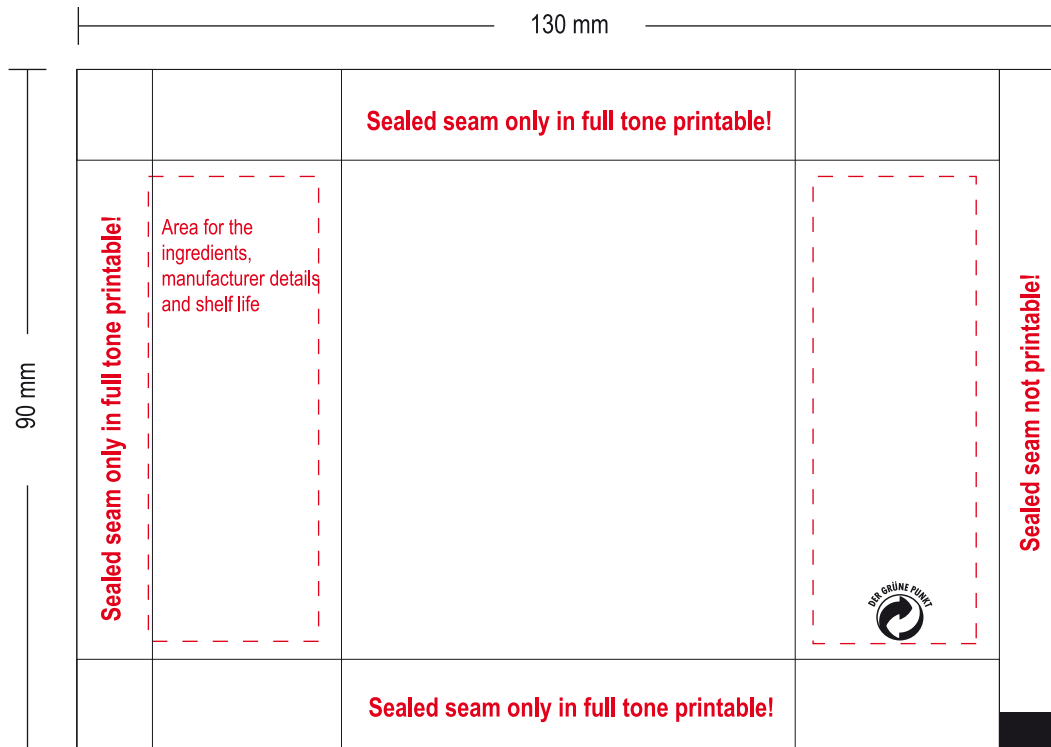 130 mm
Sealed seam only in full tone printable!
90 mm
Sealed seam only in full tone printable!
Area for the
ingredients,
manufacturer details
and shelf life
Sealed seam not printable!
DER GRÜNE PUNKT
Sealed seam only in full tone printable!